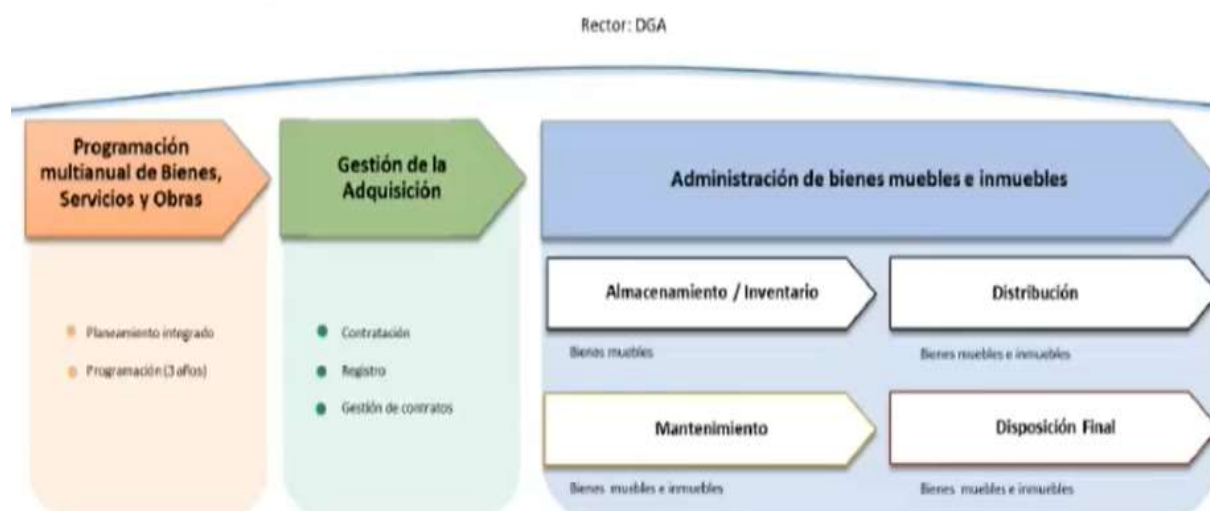 Rector: DGA
Programación
multianual de Bienes,
Servicios y Obras
Gestión de la
Adquisición
Administración de bienes muebles e inmuebles
Planeamiento integrado
Programación (3 años)
Contratación
Registro
Gestión de contratos
Almacenamiento / Inventario
Bienes muebles
Distribución
Bienes muebles e inmuebles
Mantenimiento
Bienes muebles e inmuebles
Disposición Final
Bienes muebles e inmuebles